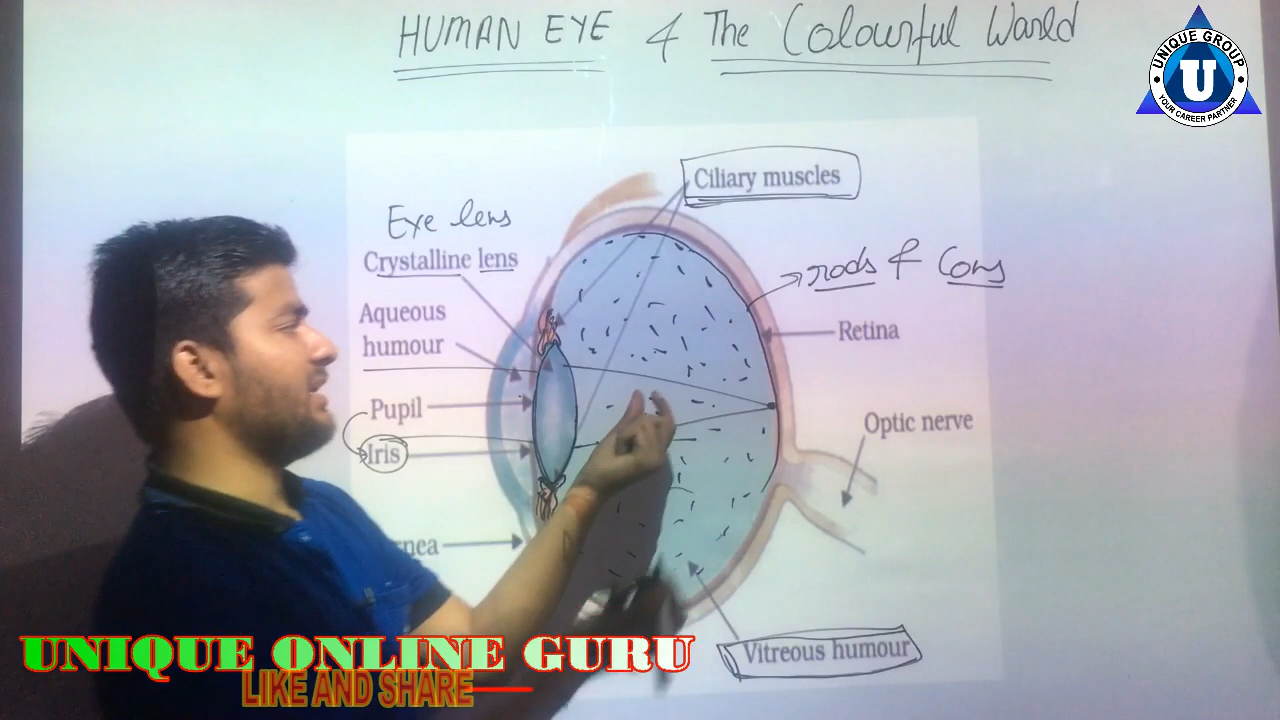 HUMAN EYE & The Colourful World
UNIQUE GROUP
U
YOUR CAREER PARTNER
Ciliary muscles
Eye lens
Crystalline lens
rods & Cons
Aqueous
humour
Retina
Pupil
Optic nerve
Iris
nea
Vitreous humour
UNIQUE ONLINE GURU
LIKE AND SHARE